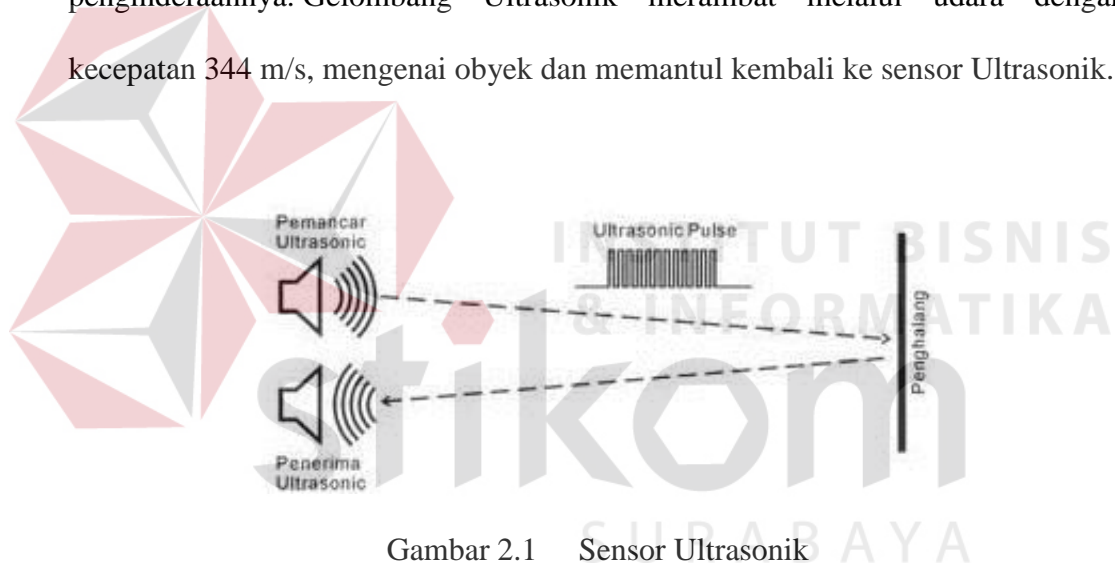 penginderaannya. Gelombang Ultrasonik merambat melalui udara dengan
kecepatan 344 m/s, mengenai obyek dan memantul kembali ke sensor Ultrasonik.
Pemancar
Ultrasonic
Ultrasonic Pulse
INSTITUT BISNIS
& INFORMATIKA
Penghalang
stikom
Penerima
Ultrasonic
SURABAYA
Gambar 2.1 Sensor Ultrasonik